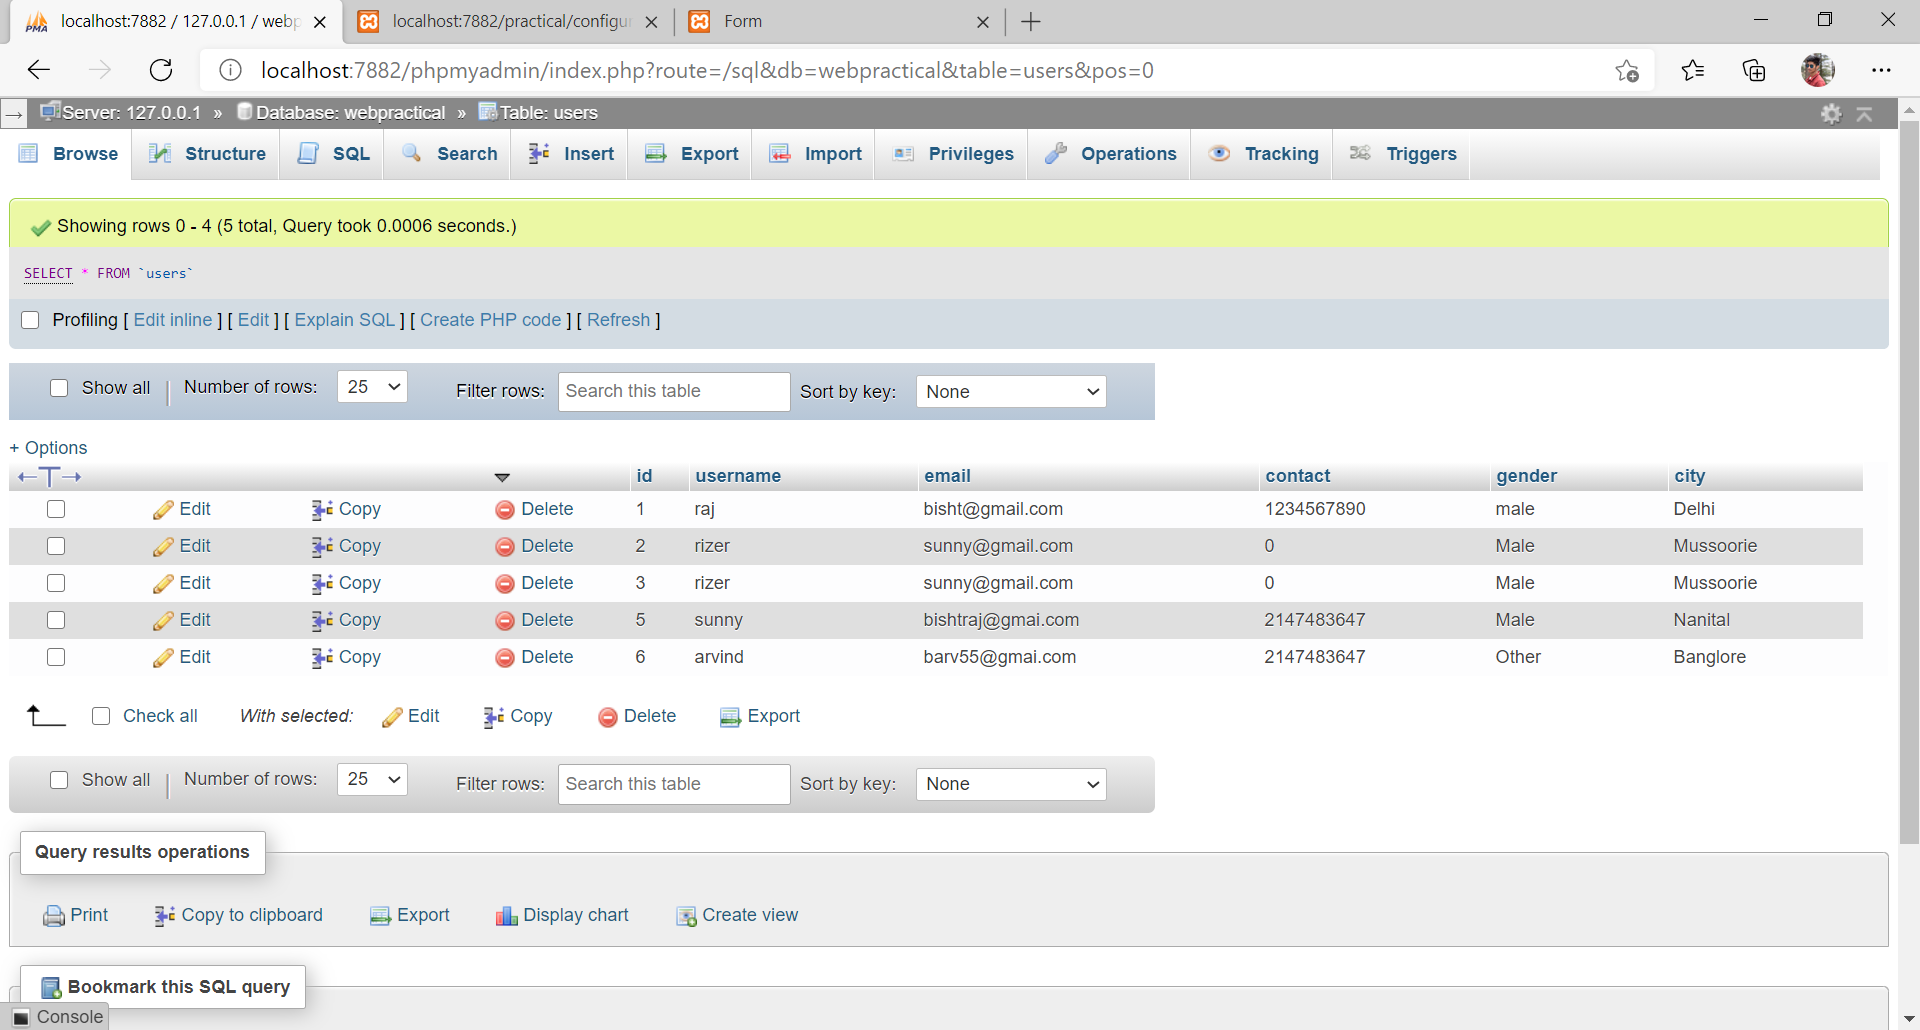 localhost:7882 / 127.0.0.1 / webp
localhost:7882/practical/configu
Form
localhost:7882/phpmyadmin/index.php?route=/sql&db=webpractical&table=users&pos=0
Server: 127.0.0.1 » Database: webpractical » Table: users
Browse Structure SQL Search Insert Export Import Privileges Operations Tracking Triggers
Showing rows 0 - 4 (5 total, Query took 0.0006 seconds.)
SELECT * FROM `users`
Profiling [ Edit inline ] [ Edit ] [ Explain SQL ] [ Create PHP code ] [ Refresh ]
Show all | Number of rows: 25 Filter rows: Search this table Sort by key: None
+ Options
←T→ id username email contact gender city
Edit Copy Delete 1 raj bisht@gmail.com 1234567890 male Delhi
Edit Copy Delete 2 rizer sunny@gmail.com 0 Male Mussoorie
Edit Copy Delete 3 rizer sunny@gmail.com 0 Male Mussoorie
Edit Copy Delete 5 sunny bishtraj@gmai.com 2147483647 Male Nanital
Edit Copy Delete 6 arvind barv55@gmai.com 2147483647 Other Banglore
Check all With selected: Edit Copy Delete Export
Show all | Number of rows: 25 Filter rows: Search this table Sort by key: None
Query results operations
Print Copy to clipboard Export Display chart Create view
Bookmark this SQL query
Console